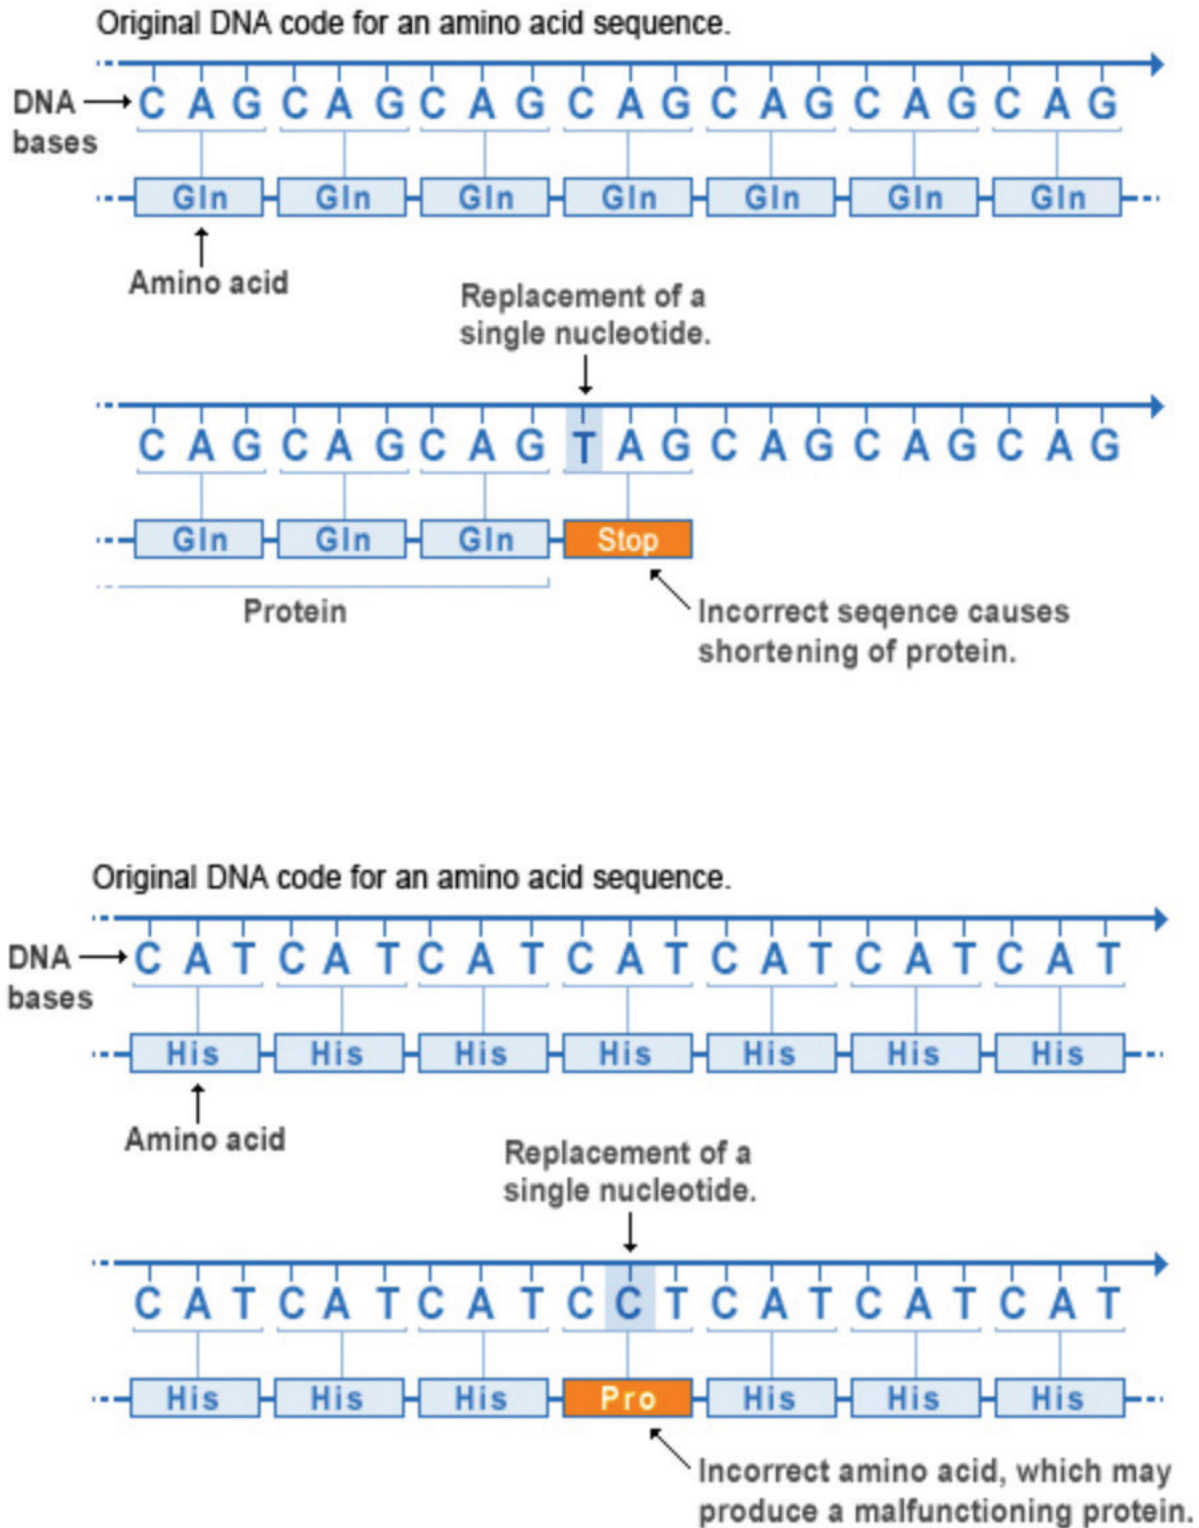 Original DNA code for an amino acid sequence.
DNA bases
C A G C A G C A G C A G C A G C A G C A G
Gln Gln Gln Gln Gln Gln Gln
Amino acid
Replacement of a
single nucleotide.
C A G C A G C A G T A G C A G C A G C A G
Gln Gln Gln Stop
Protein
Incorrect seqence causes
shortening of protein.
Original DNA code for an amino acid sequence.
DNA bases
C A T C A T C A T C A T C A T C A T C A T
His His His His His His His
Amino acid
Replacement of a
single nucleotide.
C A T C A T C A T C C T C A T C A T C A T
His His His Pro His His His
Incorrect amino acid, which may
produce a malfunctioning protein.